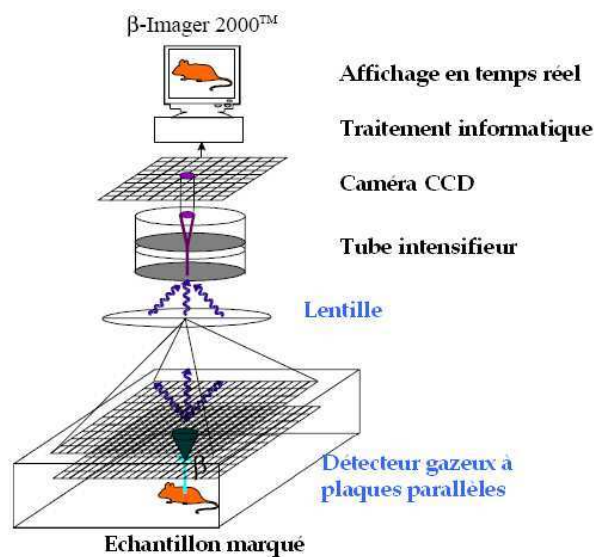 β-Imager 2000™
Affichage en temps réel
Traitement informatique
Caméra CCD
Tube intensifieur
Lentille
β
Détecteur gazeux à
plaques parallèles
Echantillon marqué